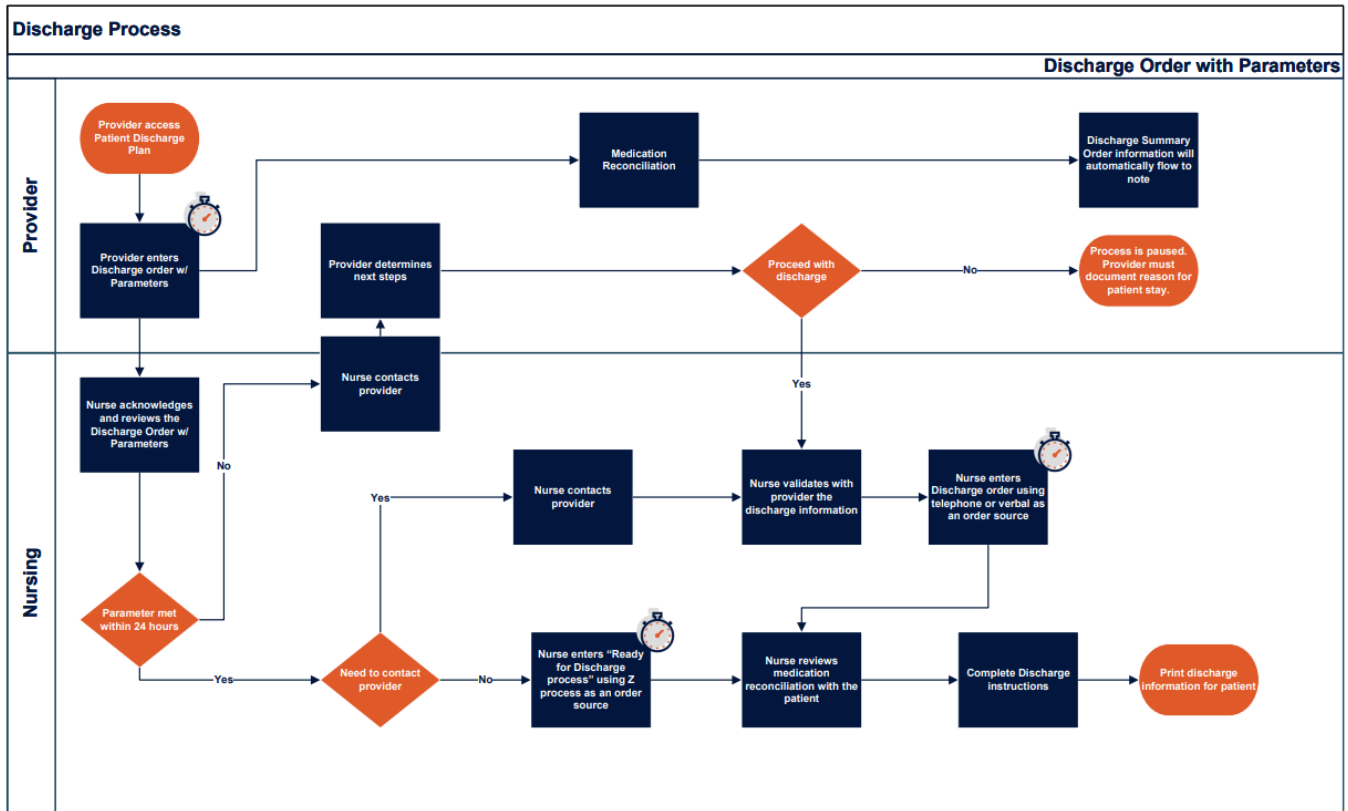 Discharge Process
Discharge Order with Parameters
Provider
Provider access
Patient Discharge
Plan
Medication
Reconciliation
Discharge Summary
Order information will
automatically flow to
note
Provider enters
Discharge order w/
Parameters
Provider determines
next steps
Proceed with
discharge
No
Process is paused.
Provider must
document reason for
patient stay.
Nursing
Nurse contacts
provider
Yes
Nurse acknowledges
and reviews the
Discharge Order w/
Parameters
No
Yes
Nurse contacts
provider
Nurse validates with
provider the
discharge information
Nurse enters
Discharge order using
telephone or verbal as
an order source
Parameter met
within 24 hours
Yes
Need to contact
provider
No
Nurse enters “Ready
for Discharge
process” using Z
process as an order
source
Nurse reviews
medication
reconciliation with the
patient
Complete Discharge
instructions
Print discharge
information for patient